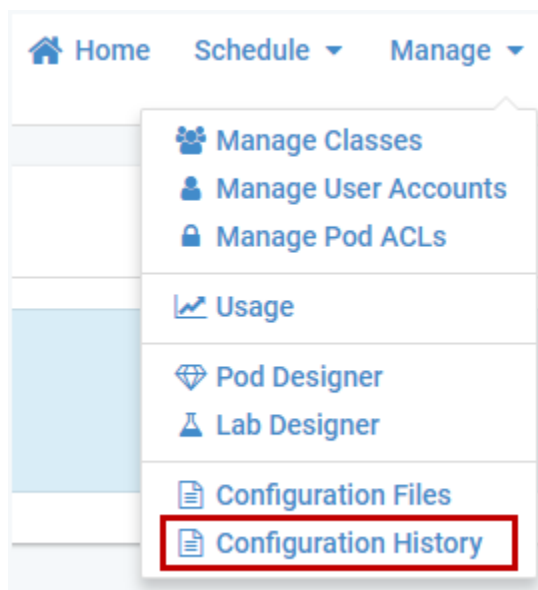 Home Schedule Manage
Manage Classes
Manage User Accounts
Manage Pod ACLs
Usage
Pod Designer
Lab Designer
Configuration Files
Configuration History